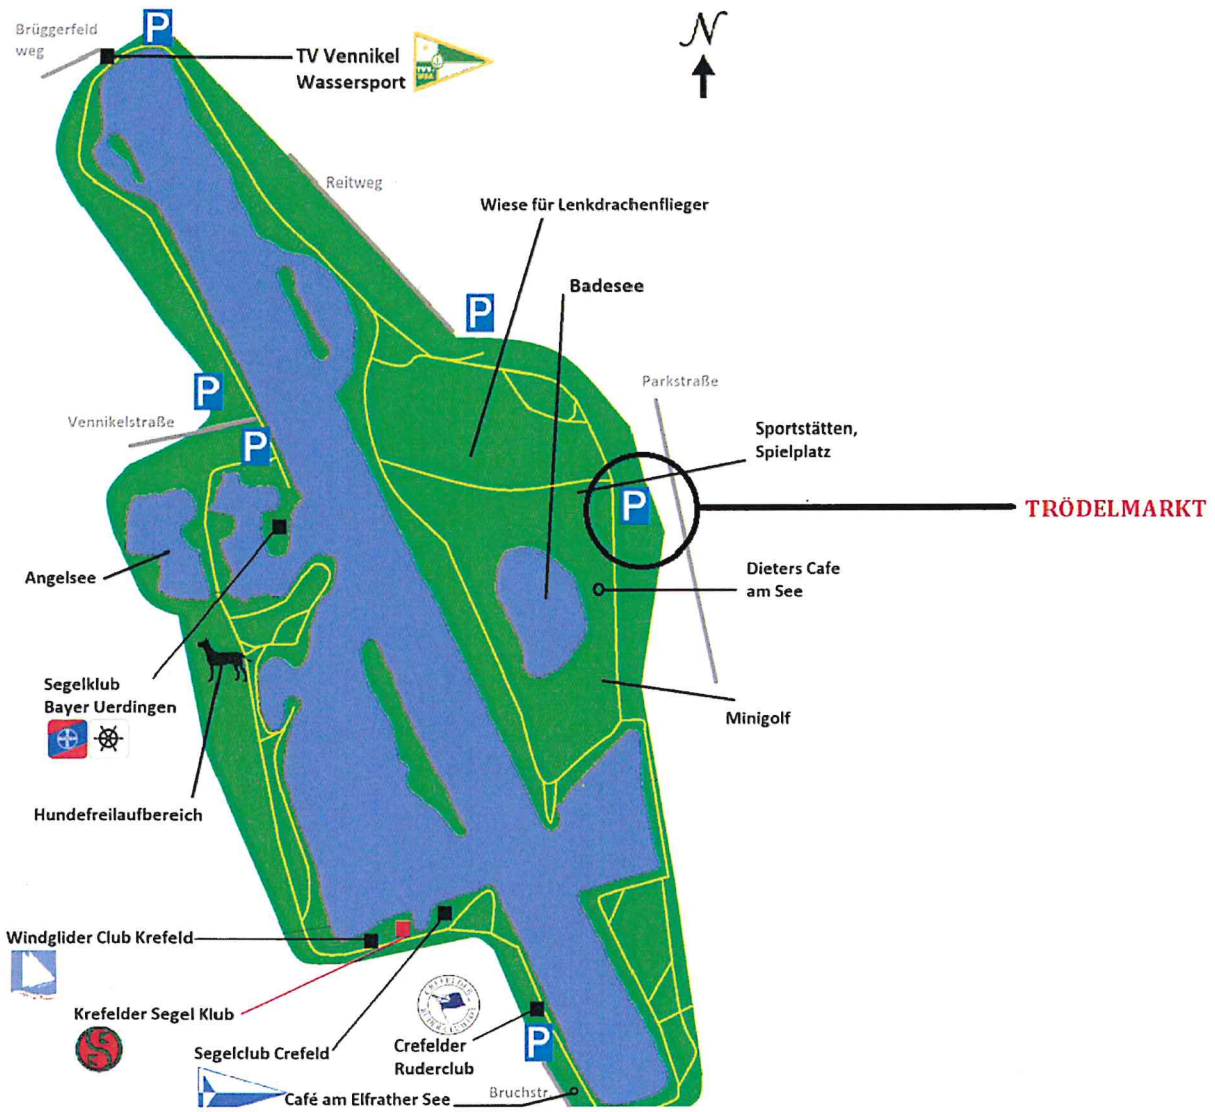 Brüggerfeld
weg
P
TV Vennikel
Wassersport
N
Reitweg
Wiese für Lenkdrachenflieger
Badesee
P
Parkstraße
P
Vennikelstraße
P
Sportstätten,
Spielplatz
P
TRÖDELMARKT
Angelsee
Dieters Cafe
am See
Segelklub
Bayer Uerdingen
Minigolf
Hundefreilaufbereich
Windglider Club Krefeld
Krefelder Segel Klub
Segelclub Crefeld
CREFELDER
RUDERCLUB
Crefelder
Ruderclub
P
Café am Elfrather See
Bruchstr.